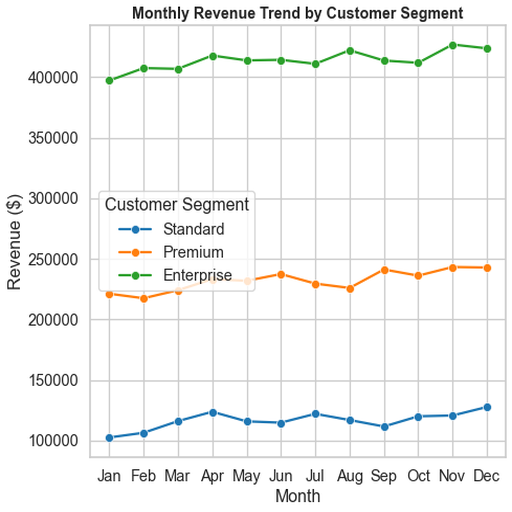 Monthly Revenue Trend by Customer Segment
Revenue ($)
400000
350000
300000
250000
200000
150000
100000
Customer Segment
Standard
Premium
Enterprise
Jan Feb Mar Apr May Jun Jul Aug Sep Oct Nov Dec
Month